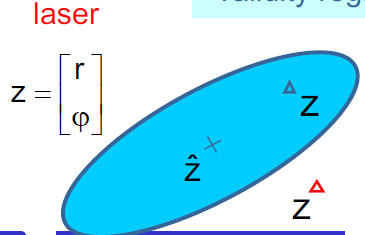 laser
z = [ r
φ ]
z
ẑ
z